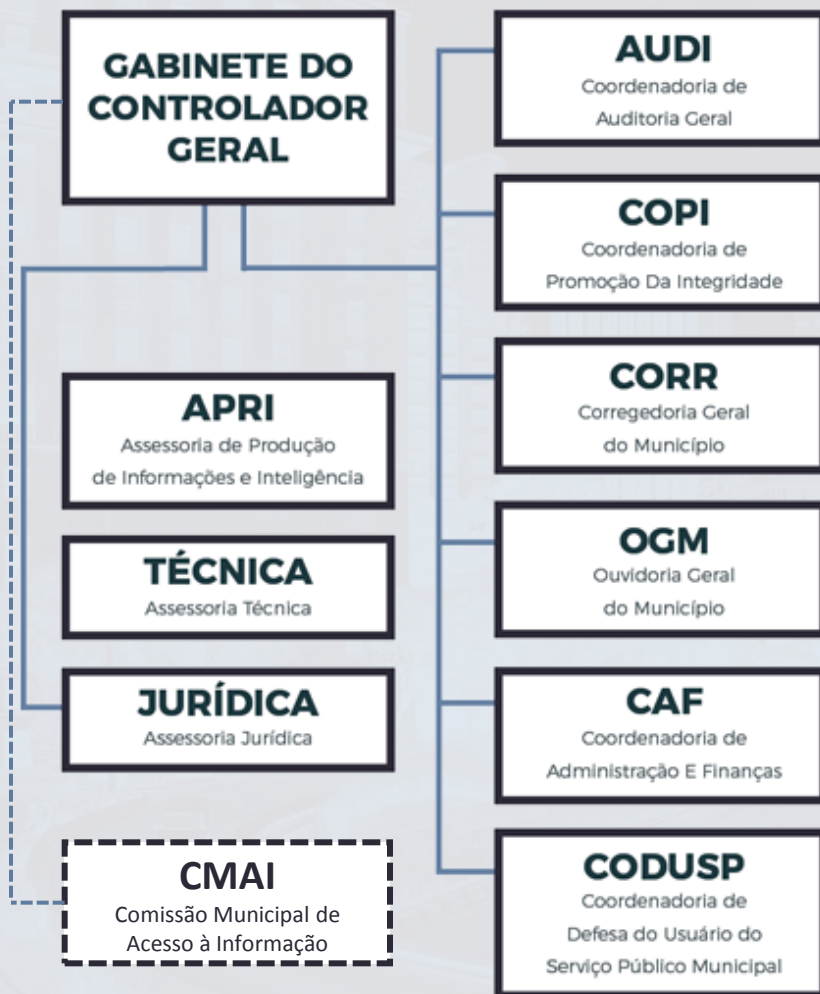 GABINETE DO
CONTROLADOR
GERAL
APRI
Assessoria de Produção
de Informações e Inteligência
TÉCNICA
Assessoria Técnica
JURÍDICA
Assessoria Jurídica
CMAI
Comissão Municipal de
Acesso à Informação
AUDI
Coordenadoria de
Auditoria Geral
COPI
Coordenadoria de
Promoção Da Integridade
CORR
Corregedoria Geral
do Município
OGM
Ouvidoria Geral
do Município
CAF
Coordenadoria de
Administração E Finanças
CODUSP
Coordenadoria de
Defesa do Usuário do
Serviço Público Municipal